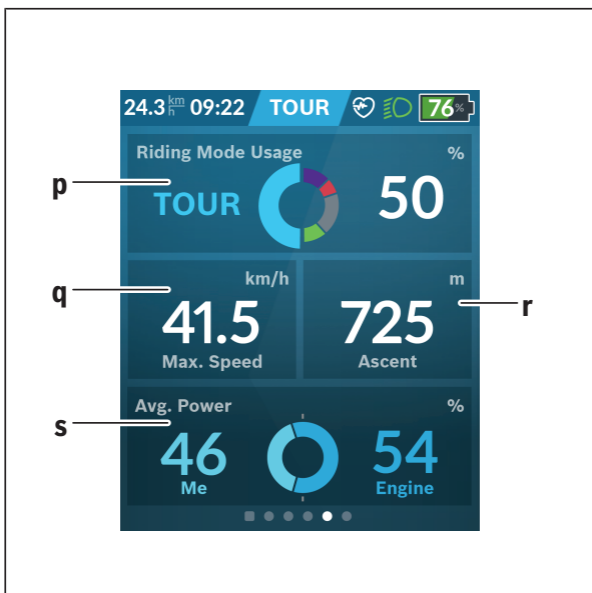 24.3 km/h 09:22 TOUR 76%
Riding Mode Usage %
p
TOUR 50
km/h m
q
41.5 725
r
Max. Speed Ascent
Avg. Power %
s
46 54
Me Engine